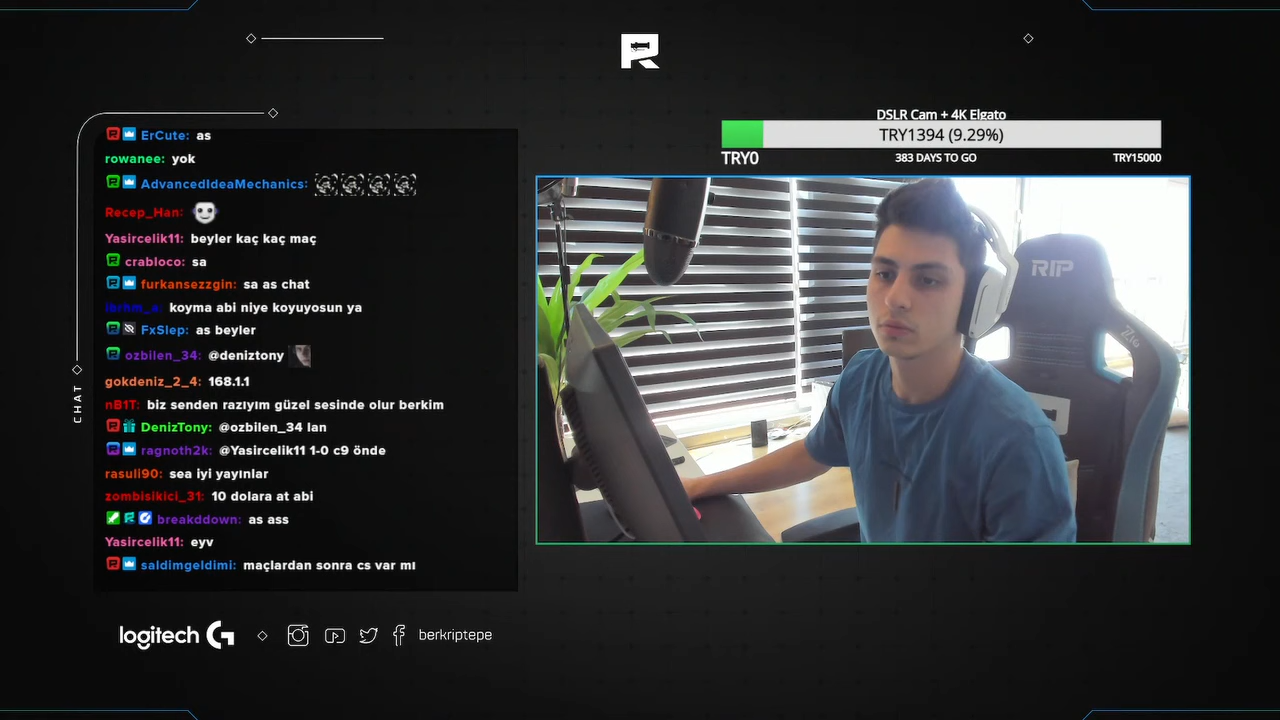 DSLR Cam + 4K Elgato
TRY1394 (9.29%)
TRY0
383 DAYS TO GO
TRY15000
CHAT
ErCute: as
rowanee: yok
AdvancedIdeaMechanics:
Recep_Han:
Yasircelik11: beyler kaç kaç maç
crabloco: sa
furkansezzgin: sa as chat
koyma abi niye koyuyosun ya
FxSlep: as beyler
ozbilen_34: @deniztony
gokdeniz_2_4: 168.1.1
nB1T: biz senden razıyım güzel sesinde olur berkim
DenizTony: @ozbilen_34 lan
ragnoth2k: @Yasircelik11 1-0 c9 önde
rasuli90: sea iyi yayınlar
zombisikici_31: 10 dolara at abi
breakddown: as ass
Yasircelik11: eyv
saldimgeldimi: maçlardan sonra cs var mı
RIP
logitech G
berkriptepe